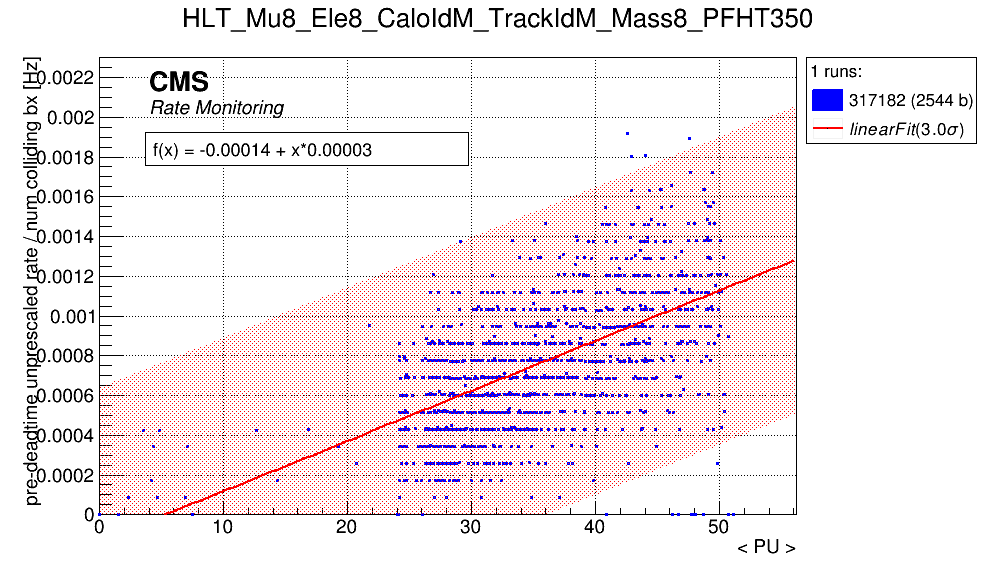 HLT_Mu8_Ele8_CaloIdM_TrackIdM_Mass8_PFHT350
pre-deadtime unprescaled rate / num colliding bx [Hz]
0.0022
0.002
0.0018
0.0016
0.0014
0.0012
0.001
0.0008
0.0006
0.0004
0.0002
0
CMS
Rate Monitoring
f(x) = -0.00014 + x*0.00003
0 10 20 30 40 50
< PU >
1 runs:
317182 (2544 b)
linearFit(3.0σ)